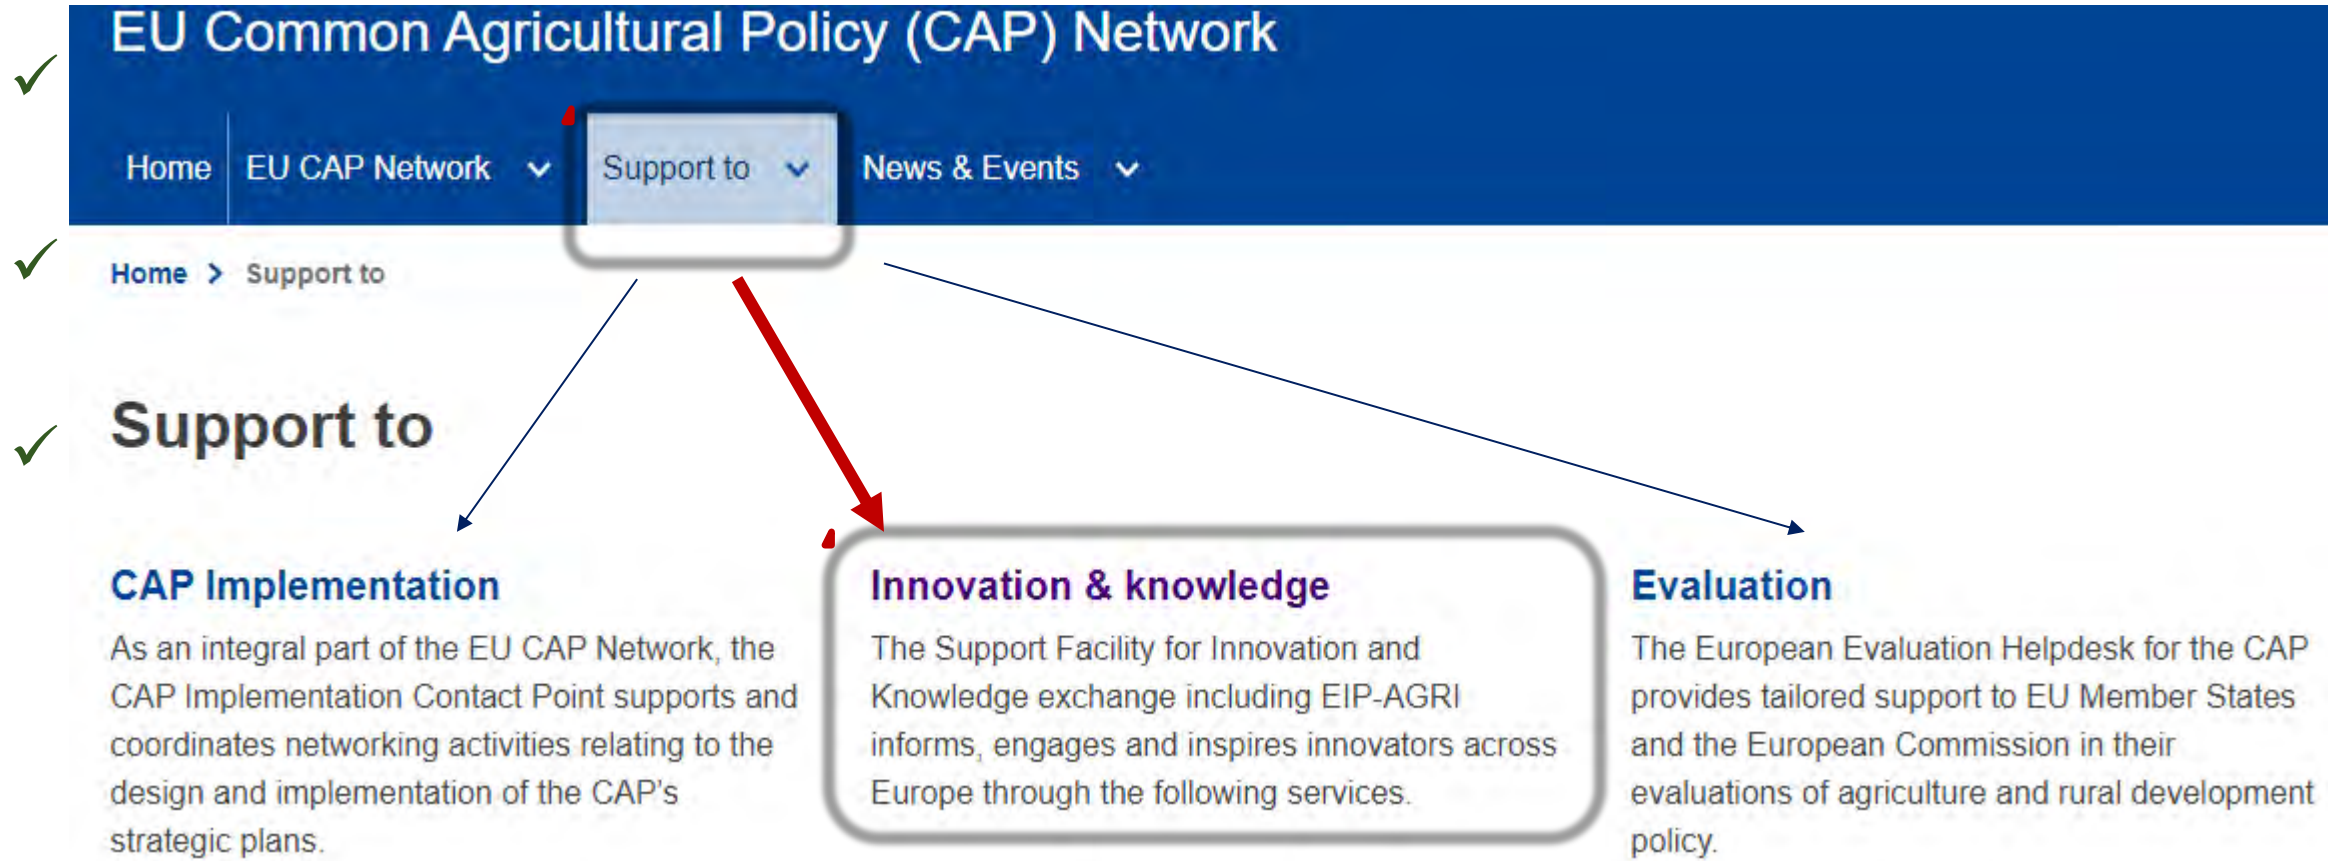 EU Common Agricultural Policy (CAP) Network
Home EU CAP Network Support to News & Events
Home > Support to
Support to
CAP Implementation
As an integral part of the EU CAP Network, the
CAP Implementation Contact Point supports and
coordinates networking activities relating to the
design and implementation of the CAP's
strategic plans.
Innovation & knowledge
The Support Facility for Innovation and
Knowledge exchange including EIP-AGRI
informs, engages and inspires innovators across
Europe through the following services.
Evaluation
The European Evaluation Helpdesk for the CAP
provides tailored support to EU Member States
and the European Commission in their
evaluations of agriculture and rural development
policy.